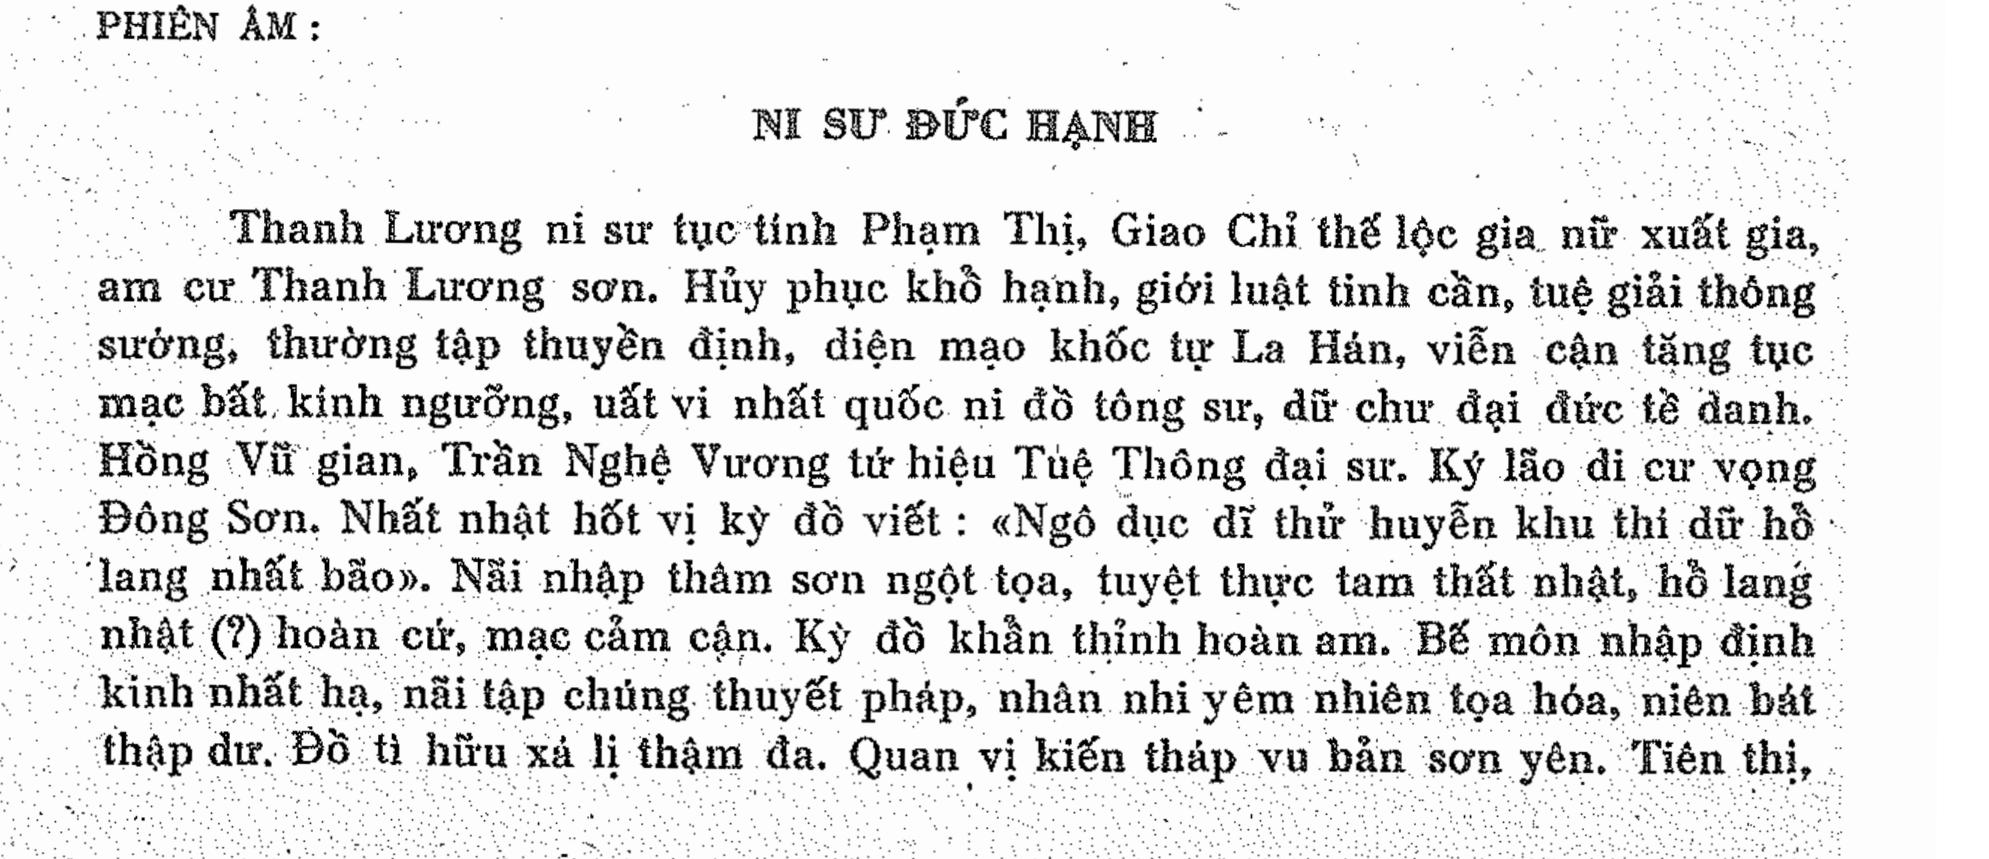 PHIÊN ÂM :
NI SƯ ĐỨC HẠNH
Thanh Lương ni sư tục tính Phạm Thị, Giao Chỉ thế lộc gia nữ xuất gia,
am cư Thanh Lương sơn. Hủy phục khổ hạnh, giới luật tinh cần, tuệ giải thông
sướng, thường tập thuyền định, diện mạo khốc tự La Hán, viễn cận tăng tục
mạc bất kính ngưỡng, uất vi nhất quốc ni đồ tông sư, dữ chư đại đức tề danh.
Hồng Vũ gian, Trần Nghệ Vương tứ hiệu Tuệ Thông đại sư. Ký lão di cư vọng
Đông Sơn. Nhất nhật hốt vị kỳ đồ viết : «Ngô dục dĩ thử huyễn khu thí dữ hổ
lang nhất bão». Nãi nhập thâm sơn ngột tọa, tuyệt thực tam thất nhật, hổ lang
nhật (?) hoàn cứ, mạc cảm cận. Kỳ đồ khẩn thỉnh hoàn am. Bế môn nhập định
kinh nhất hạ, nãi tập chúng thuyết pháp, nhân nhi yêm nhiên tọa hóa, niên bát
thập dư. Đồ tì hữu xá lị thậm đa. Quan vị kiến tháp vu bản sơn yên. Tiên thị,